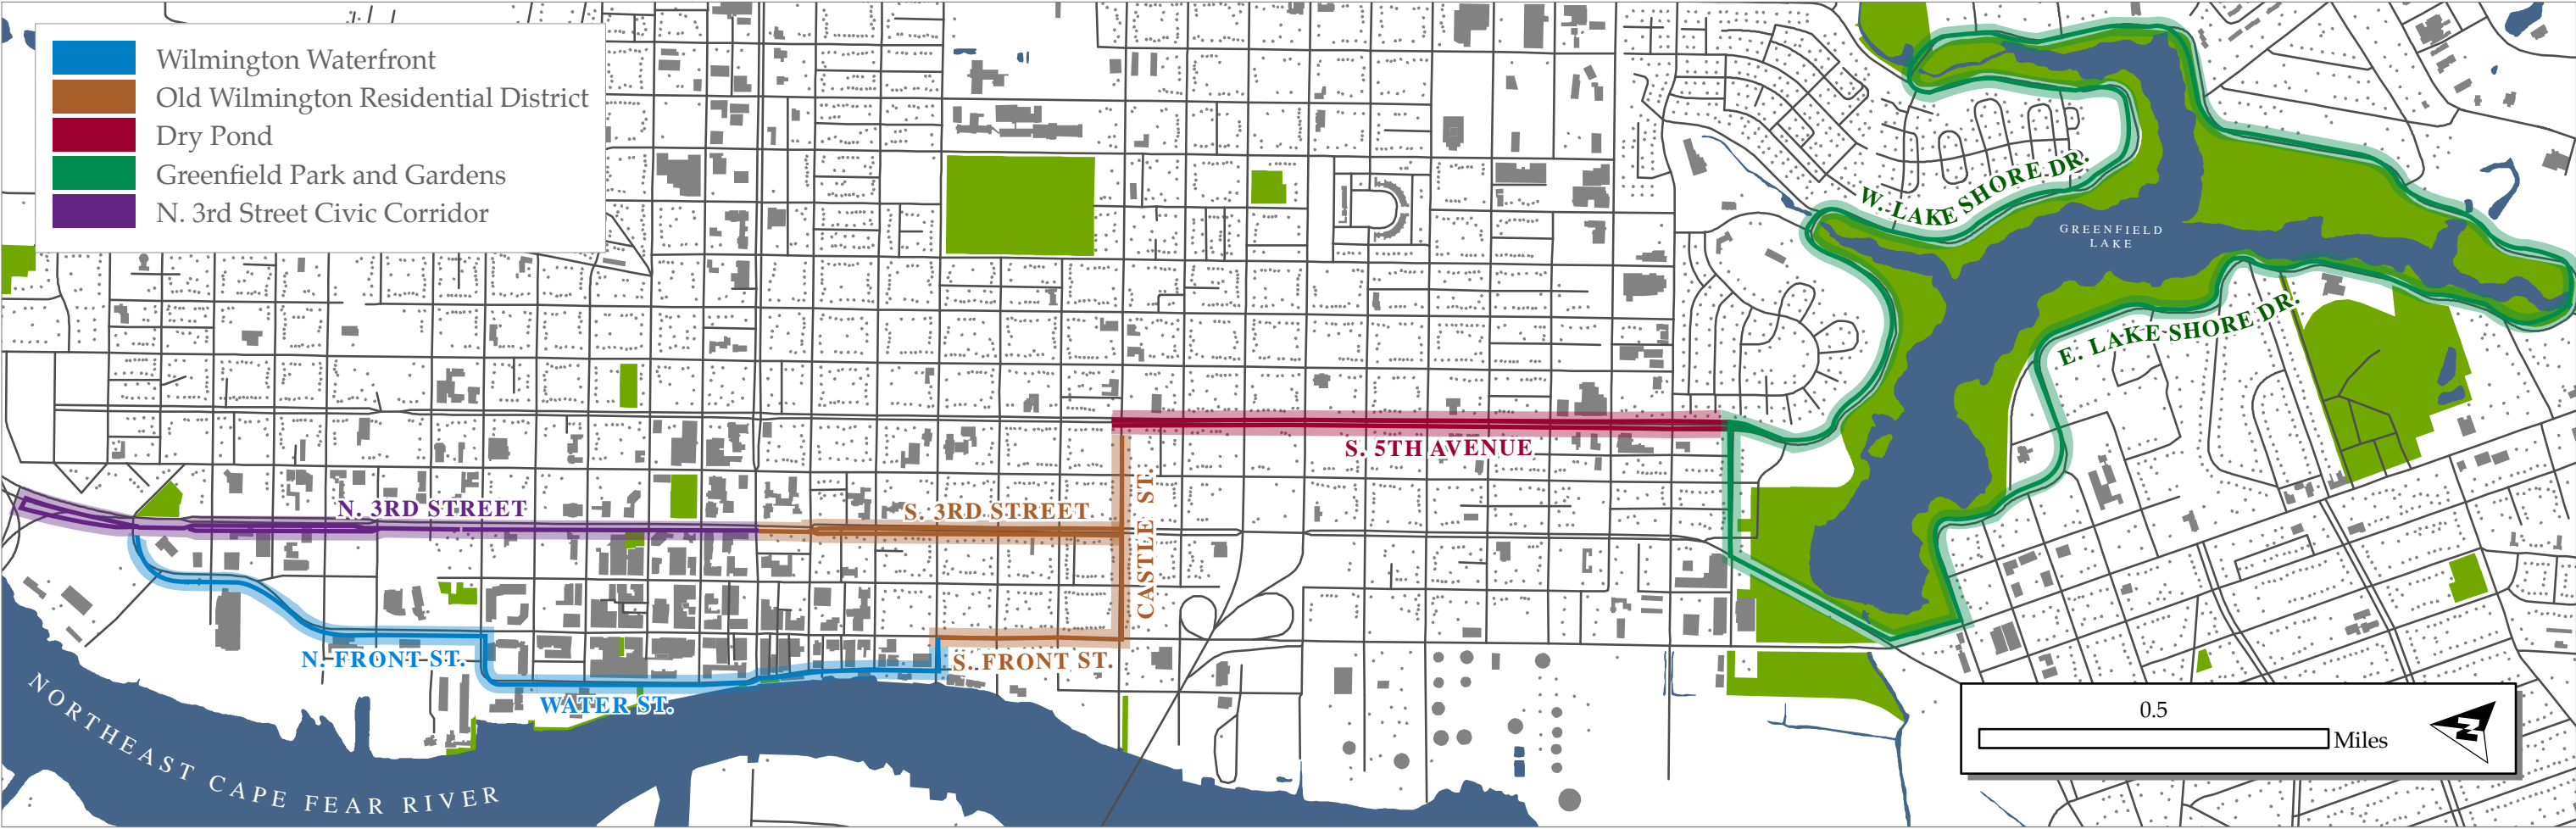 Wilmington Waterfront
Old Wilmington Residential District
Dry Pond
Greenfield Park and Gardens
N. 3rd Street Civic Corridor
W. LAKE SHORE DR.
GREENFIELD
LAKE
E. LAKE SHORE DR.
S. 5TH AVENUE
N. 3RD STREET
S. 3RD STREET
CASTLE ST.
N. FRONT ST.
S. FRONT ST.
WATER ST.
NORTHEAST CAPE FEAR RIVER
0.5
Miles
N